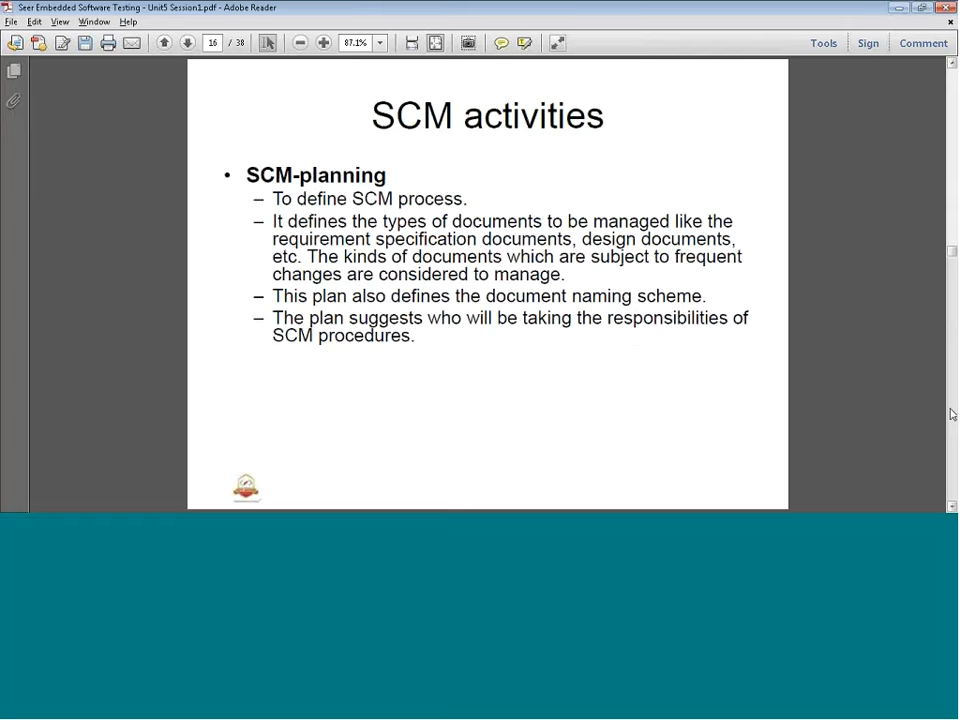 Seer Embedded Software Testing - Unit5 Session1.pdf - Adobe Reader
File Edit View Window Help
16 / 38 87.1% Tools Sign Comment
SCM activities
• SCM-planning
– To define SCM process.
– It defines the types of documents to be managed like the
requirement specification documents, design documents,
etc. The kinds of documents which are subject to frequent
changes are considered to manage.
– This plan also defines the document naming scheme.
– The plan suggests who will be taking the responsibilities of
SCM procedures.